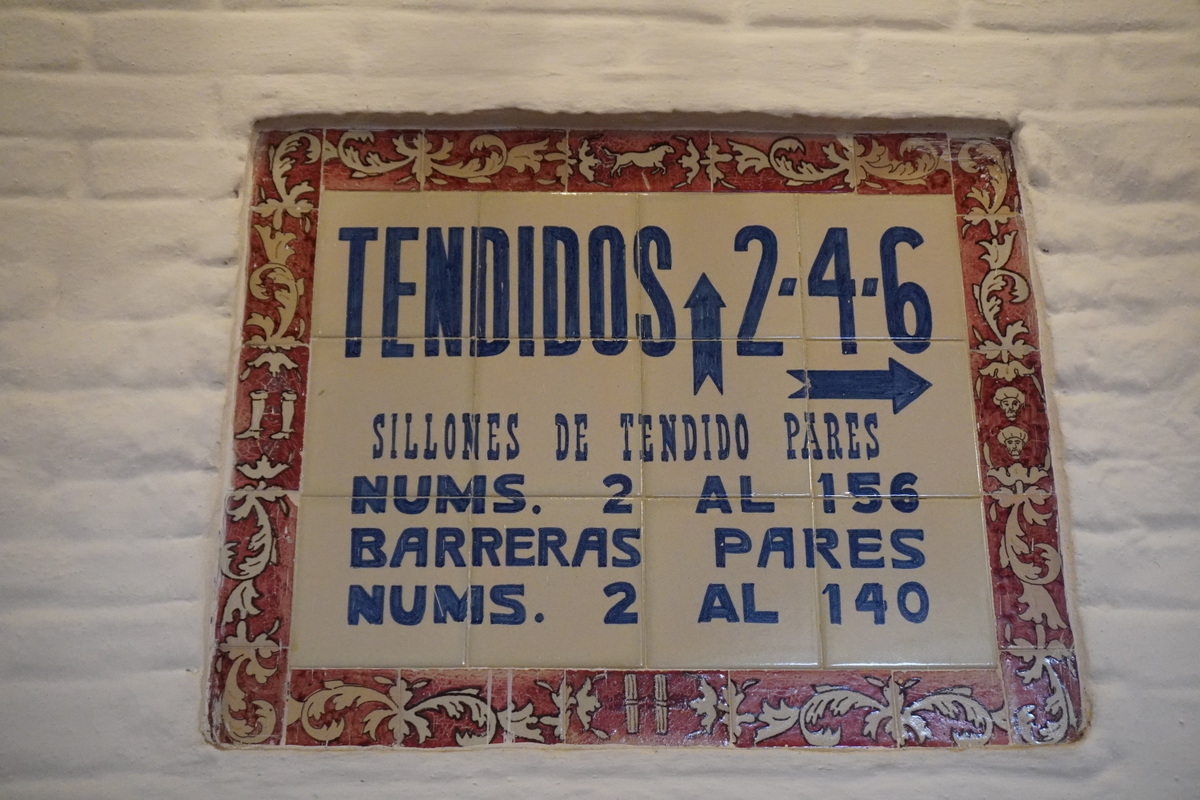 TENDIDOS 2-4-6
SILLONES DE TENDIDO PARES
NUMS. 2 AL 156
BARRERAS PARES
NUMS. 2 AL 140